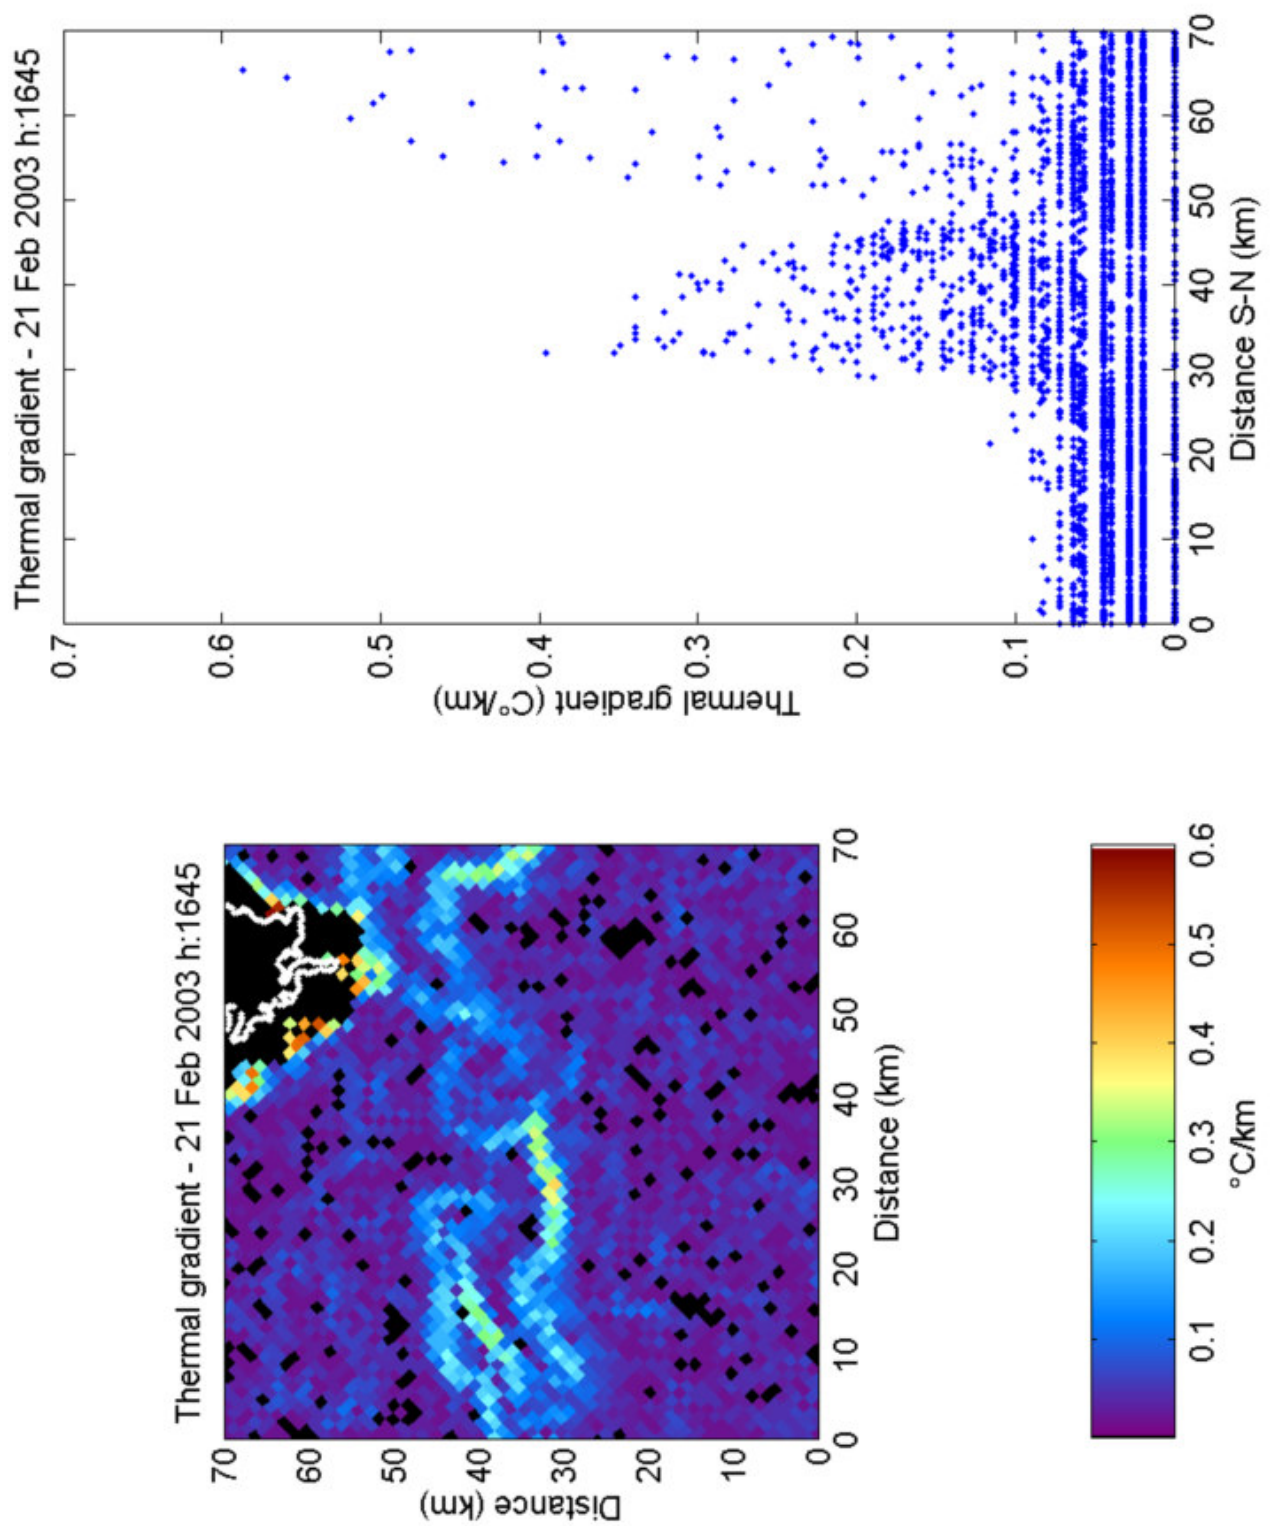 Thermal gradient - 21 Feb 2003 h:1645
70
60
50
40
30
20
10
0
Distance (km)
0 10 20 30 40 50 60 70
Distance (km)
0.1 0.2 0.3 0.4 0.5 0.6
°C/km
Thermal gradient - 21 Feb 2003 h:1645
0.7
0.6
0.5
0.4
0.3
0.2
0.1
0
Thermal gradient (C°/km)
0 10 20 30 40 50 60 70
Distance S-N (km)